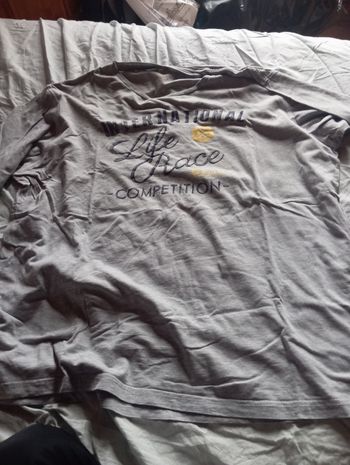 INTERNATIONAL
Life
Race
-COMPETITION-